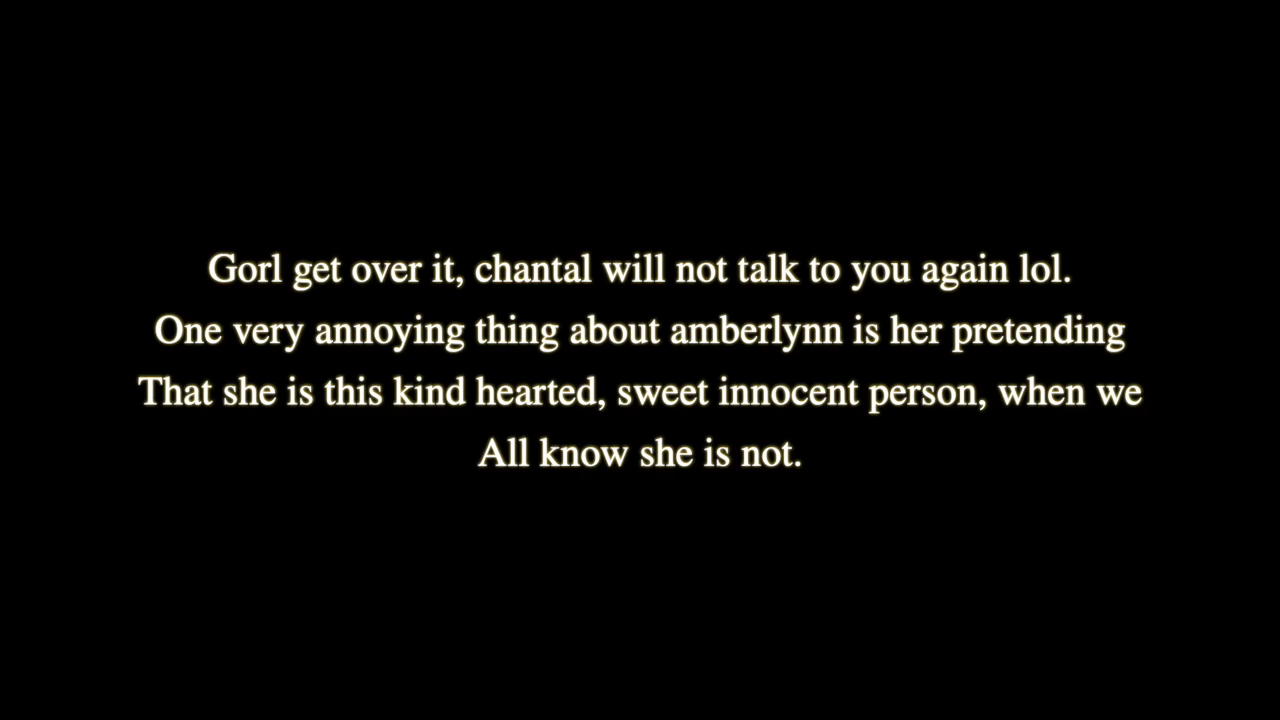 Gorl get over it, chantal will not talk to you again lol.
One very annoying thing about amberlynn is her pretending
That she is this kind hearted, sweet innocent person, when we
All know she is not.